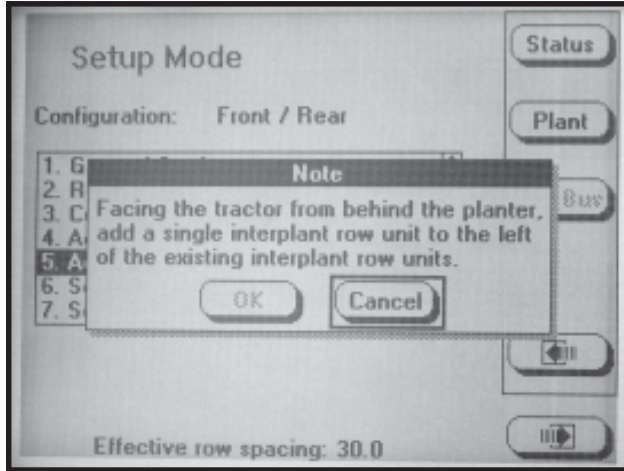 Setup Mode
Status
Configuration: Front / Rear
Plant
1. G
Note
2. R
Facing the tractor from behind the planter,
3. C
add a single interplant row unit to the left
4. A
of the existing interplant row units.
5. A
6. S
OK
Cancel
7. S
Bus
Effective row spacing: 30.0